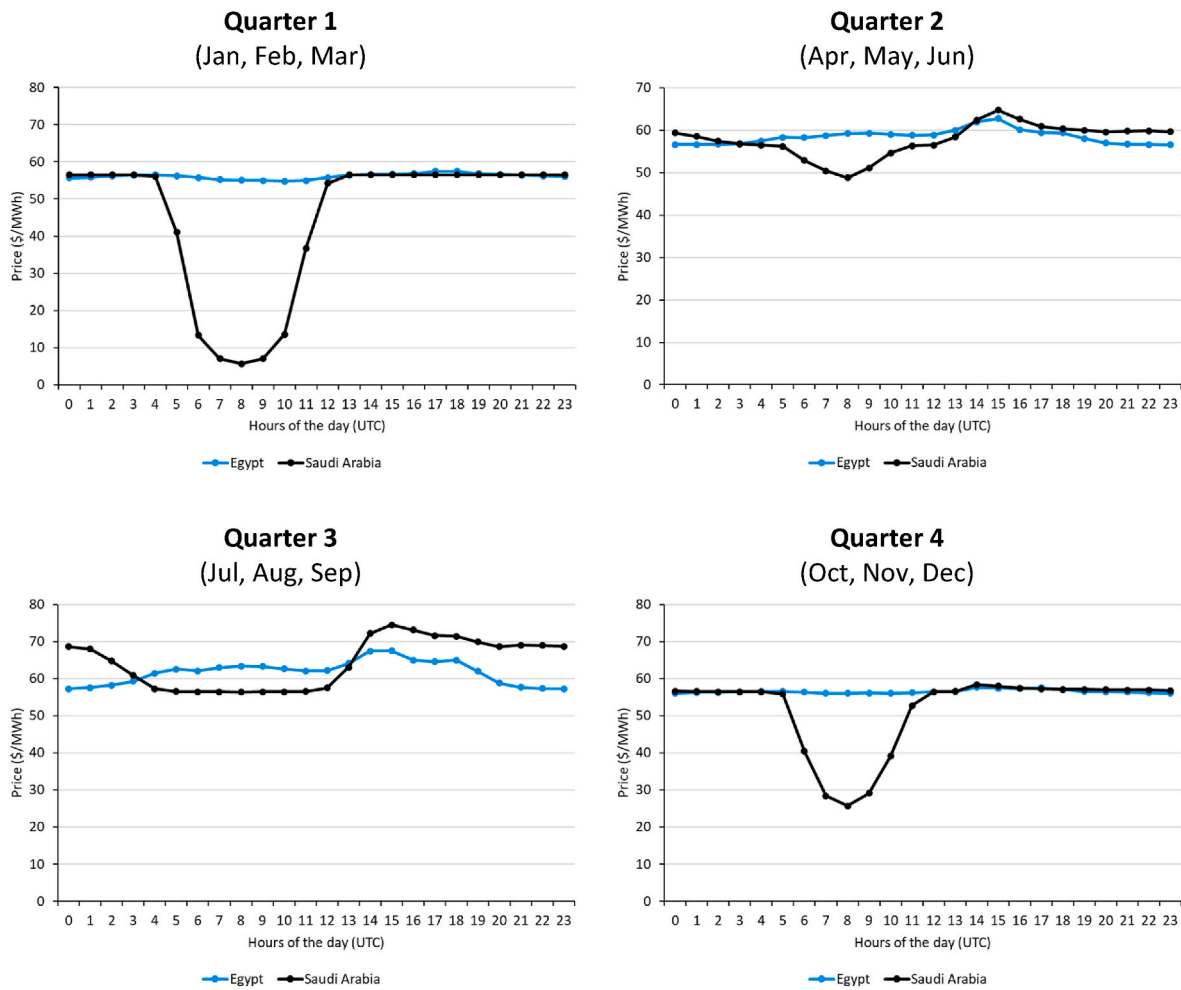 Quarter 1
(Jan, Feb, Mar)
Price ($/MWh)
80
70
60
50
40
30
20
10
0
0 1 2 3 4 5 6 7 8 9 10 11 12 13 14 15 16 17 18 19 20 21 22 23
Hours of the day (UTC)
Egypt Saudi Arabia
Quarter 2
(Apr, May, Jun)
Price ($/MWh)
70
60
50
40
30
20
10
0
0 1 2 3 4 5 6 7 8 9 10 11 12 13 14 15 16 17 18 19 20 21 22 23
Hours of the day (UTC)
Egypt Saudi Arabia
Quarter 3
(Jul, Aug, Sep)
Price ($/MWh)
80
70
60
50
40
30
20
10
0
0 1 2 3 4 5 6 7 8 9 10 11 12 13 14 15 16 17 18 19 20 21 22 23
Hours of the day (UTC)
Egypt Saudi Arabia
Quarter 4
(Oct, Nov, Dec)
Price ($/MWh)
80
70
60
50
40
30
20
10
0
0 1 2 3 4 5 6 7 8 9 10 11 12 13 14 15 16 17 18 19 20 21 22 23
Hours of the day (UTC)
Egypt Saudi Arabia